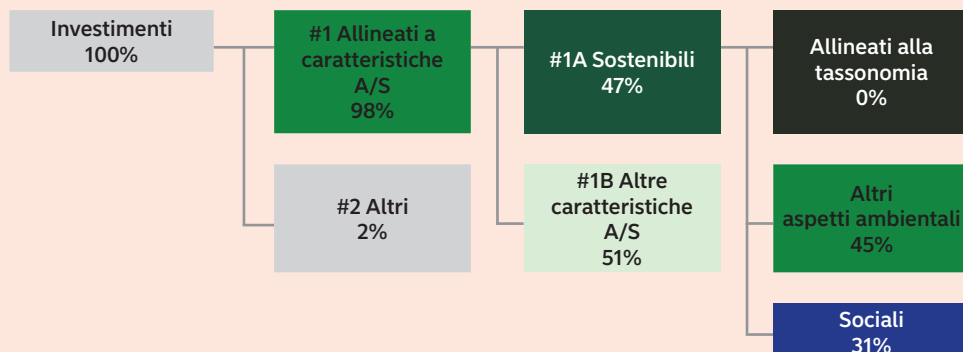 Investimenti
100%
#1 Allineati a
caratteristiche
A/S
98%
#1A Sostenibili
47%
Allineati alla
tassonomia
0%
#2 Altri
2%
#1B Altre
caratteristiche
A/S
51%
Altri
aspetti ambientali
45%
Sociali
31%